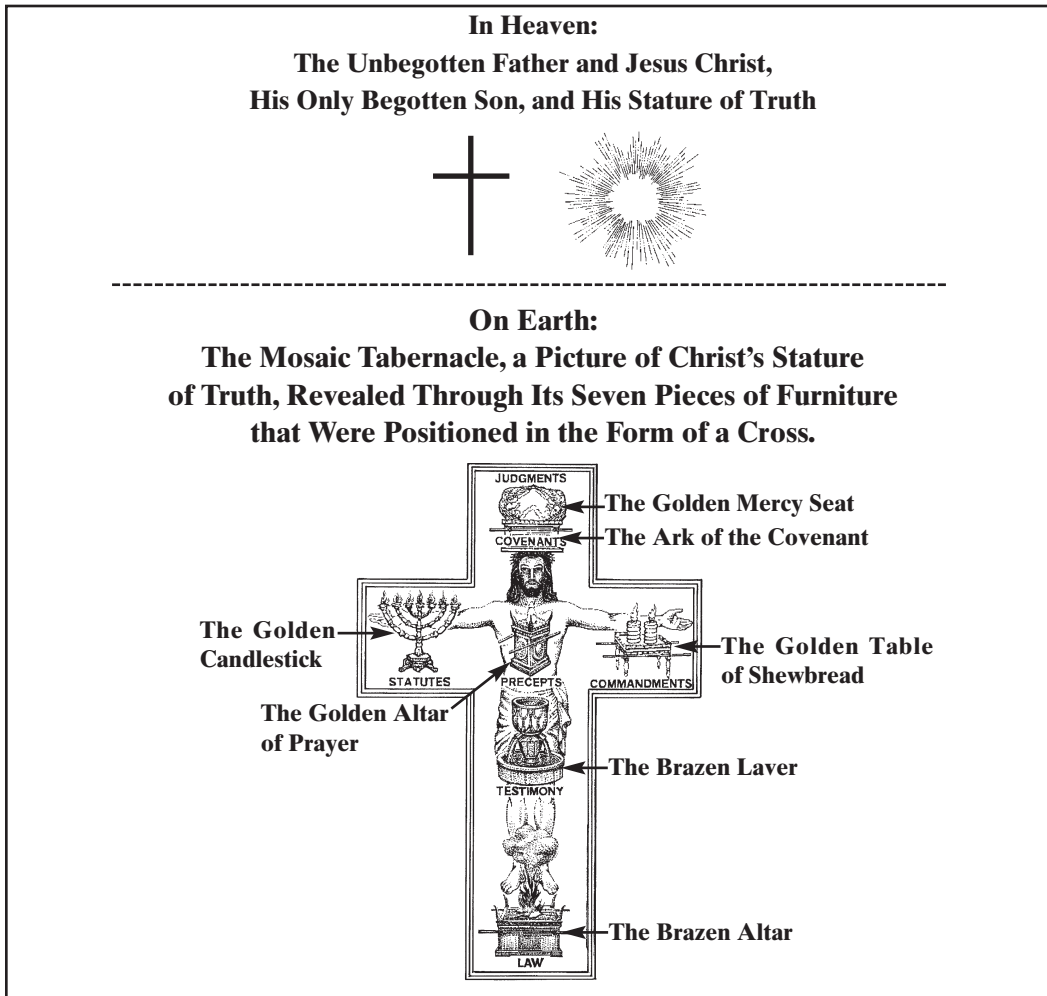 In Heaven:
The Unbegotten Father and Jesus Christ,
His Only Begotten Son, and His Stature of Truth
On Earth:
The Mosaic Tabernacle, a Picture of Christ’s Stature
of Truth, Revealed Through Its Seven Pieces of Furniture
that Were Positioned in the Form of a Cross.
JUDGMENTS
The Golden Mercy Seat
COVENANTS
The Ark of the Covenant
The Golden
Candlestick
STATUTES
PRECEPTS
COMMANDMENTS
The Golden Table
of Shewbread
The Golden Altar
of Prayer
The Brazen Laver
TESTIMONY
The Brazen Altar
LAW